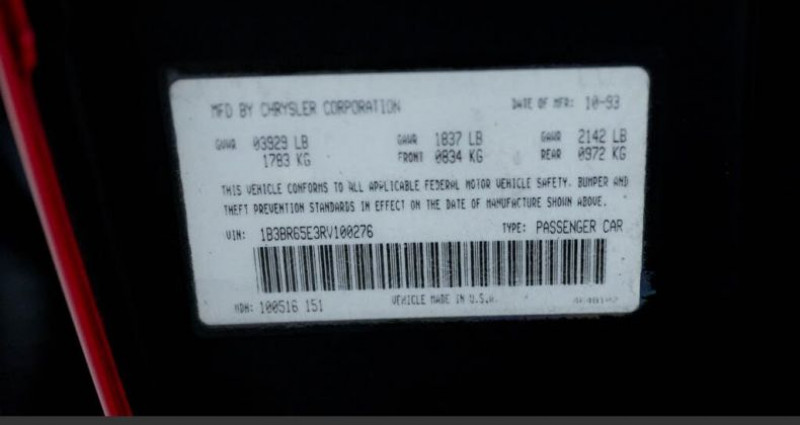 MFD BY CHRYSLER CORPORATION DATE OF MFR: 10-93
GVWR 03929 LB GAWR 1837 LB GAWR 2142 LB
1783 KG FRONT 0834 KG REAR 0972 KG
THIS VEHICLE CONFORMS TO ALL APPLICABLE FEDERAL MOTOR VEHICLE SAFETY, BUMPER AND
THEFT PREVENTION STANDARDS IN EFFECT ON THE DATE OF MANUFACTURE SHOWN ABOVE.
VIN: 1B3BR65E3RV100276 TYPE: PASSENGER CAR
100516 151 VEHICLE MADE IN U.S.A.